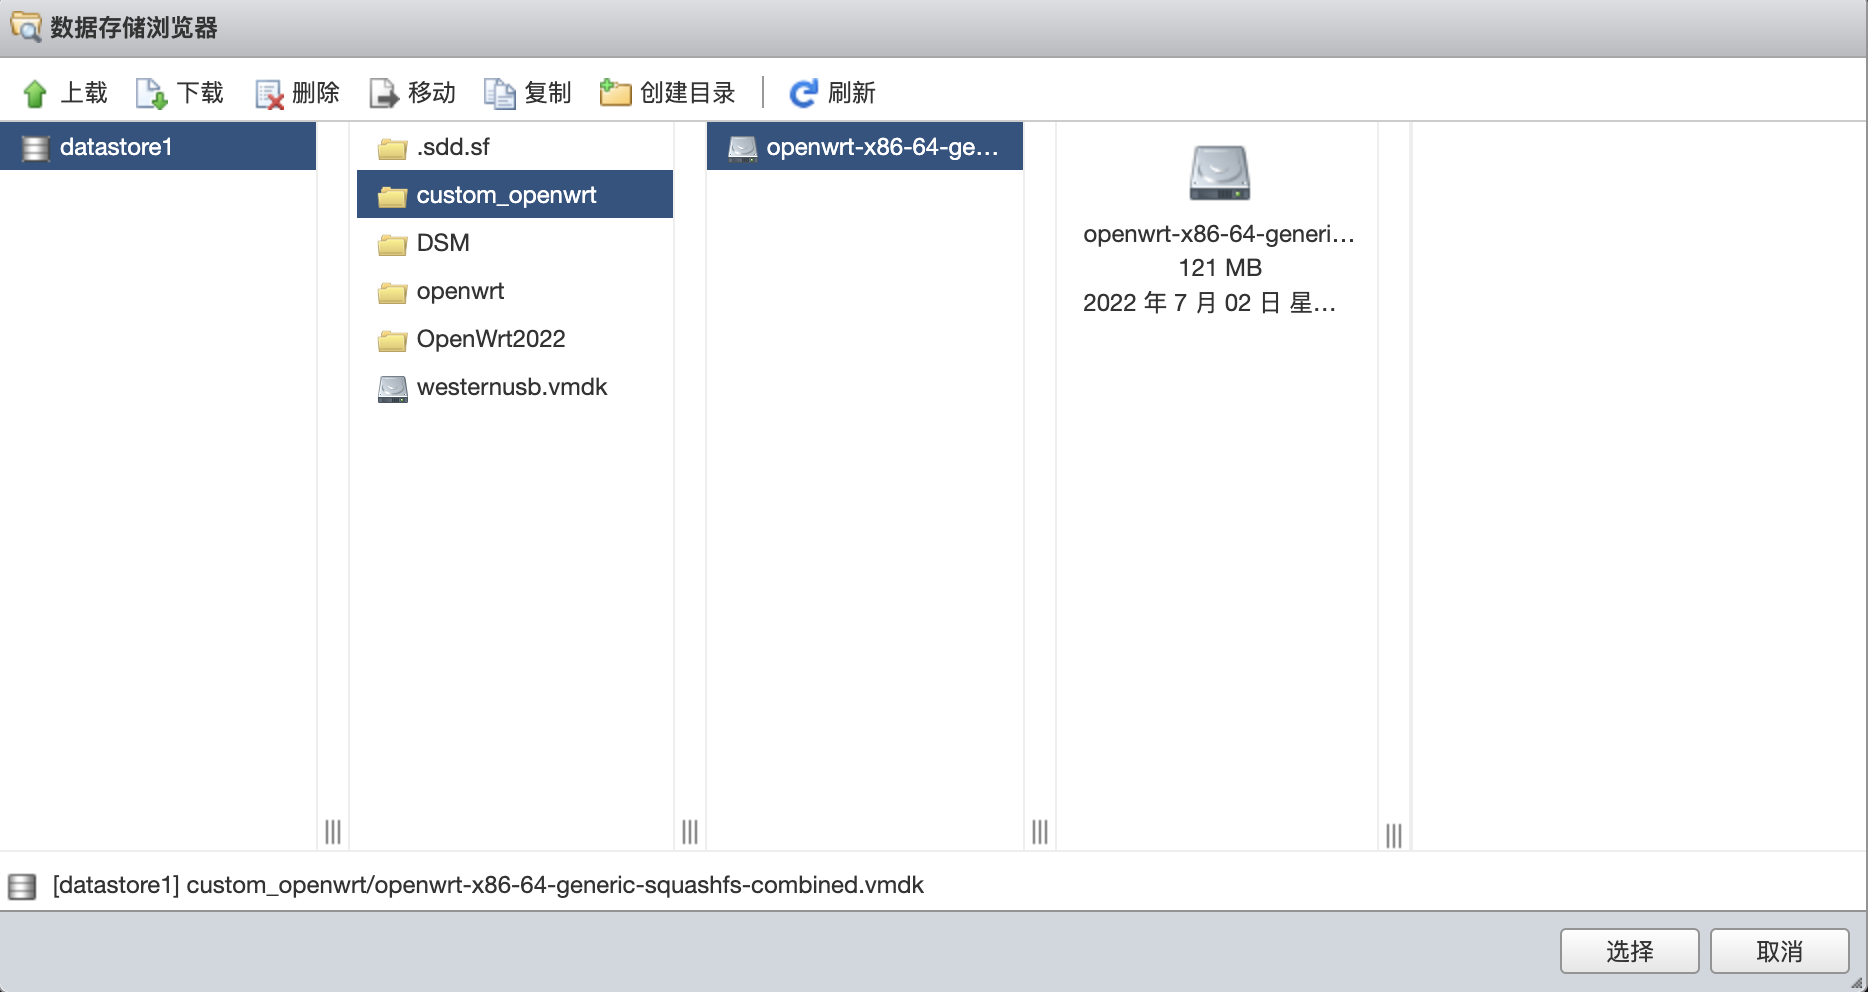 数据存储浏览器
上载 下载 删除 移动 复制 创建目录 刷新
datastore1
.sdd.sf
custom_openwrt
DSM
openwrt
OpenWrt2022
westernusb.vmdk
openwrt-x86-64-ge...
openwrt-x86-64-generi...
121 MB
2022 年 7 月 02 日 星...
[datastore1] custom_openwrt/openwrt-x86-64-generic-squashfs-combined.vmdk
选择 取消